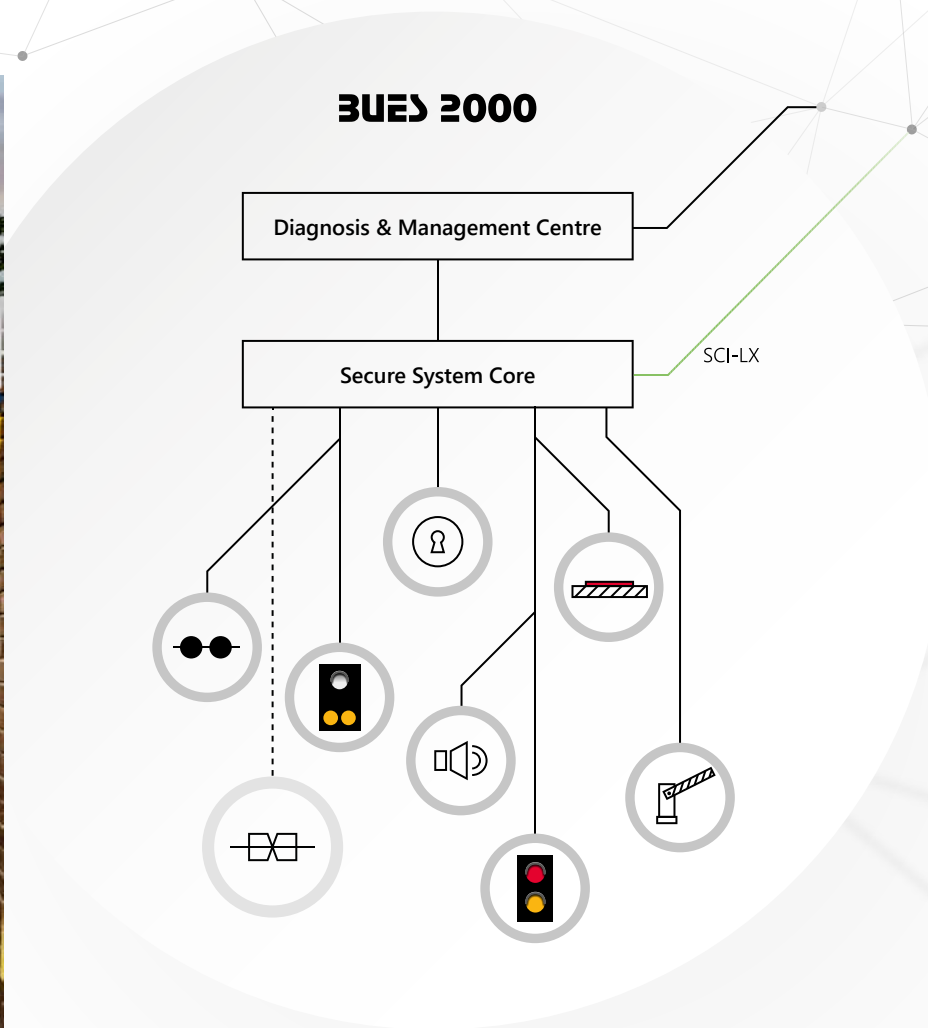 BUES 2000
Diagnosis & Management Centre
Secure System Core
SCI-LX